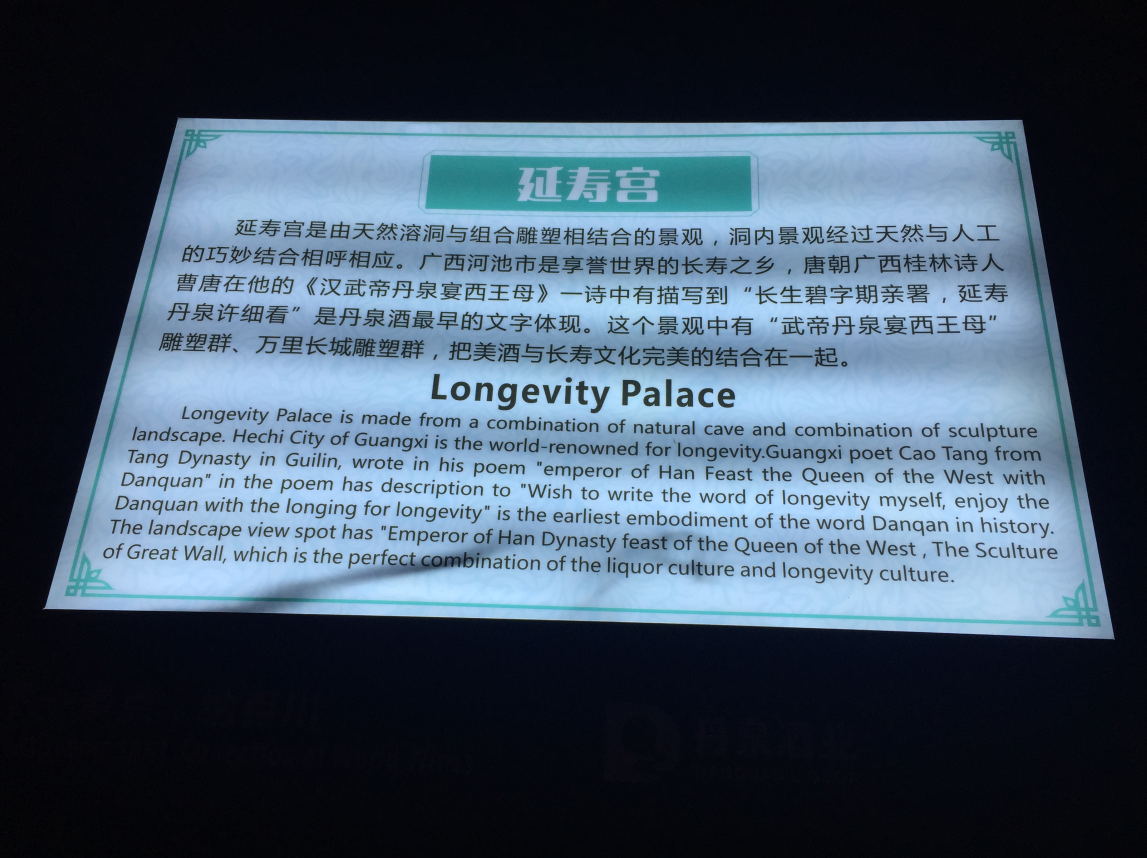 延寿宫
延寿宫是由天然溶洞与组合雕塑相结合的景观，洞内景观经过天然与人工
的巧妙结合相呼相应。广西河池市是享誉世界的长寿之乡，唐朝广西桂林诗人
曹唐在他的《汉武帝丹泉宴西王母》一诗中有描写到“长生碧字期亲署，延寿
丹泉许细看”是丹泉酒最早的文字体现。这个景观中有“武帝丹泉宴西王母”
雕塑群、万里长城雕塑群，把美酒与长寿文化完美的结合在一起。
Longevity Palace
Longevity Palace is made from a combination of natural cave and combination of sculpture
landscape. Hechi City of Guangxi is the world-renowned for longevity.Guangxi poet Cao Tang from
Tang Dynasty in Guilin, wrote in his poem "emperor of Han Feast the Queen of the West with
Danquan" in the poem has description to "Wish to write the word of longevity myself, enjoy the
Danquan with the longing for longevity" is the earliest embodiment of the word Danqan in history.
The landscape view spot has "Emperor of Han Dynasty feast of the Queen of the West , The Sculture
of Great Wall, which is the perfect combination of the liquor culture and longevity culture.